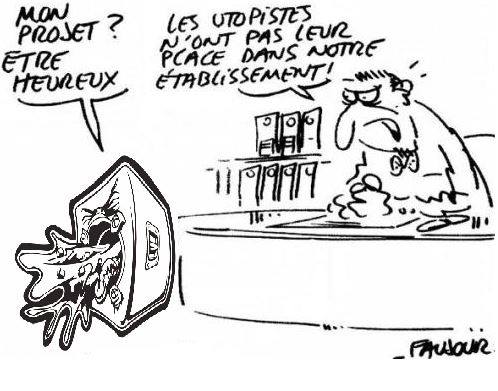 MON
PROJET ?
ETRE
HEUREUX
LES UTOPISTES
N'ONT PAS LEUR
PLACE DANS NOTRE
ÉTABLISSEMENT !
FAUJOUR.